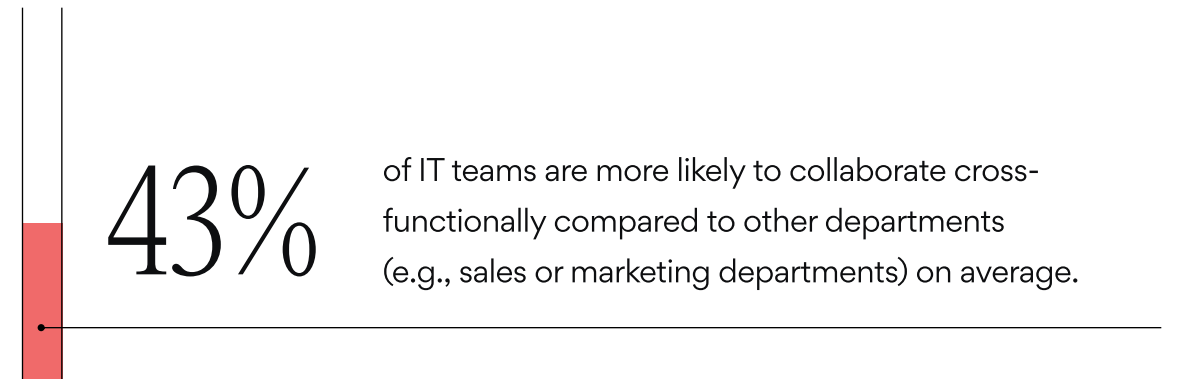 43%
of IT teams are more likely to collaborate cross-
functionally compared to other departments
(e.g., sales or marketing departments) on average.